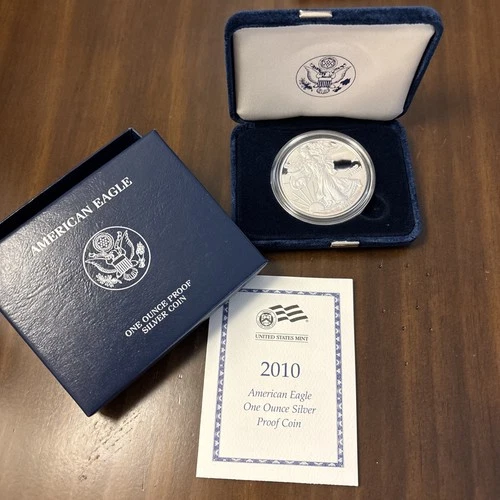 AMERICAN EAGLE
ONE OUNCE PROOF
SILVER COIN
UNITED STATES MINT
2010
American Eagle
One Ounce Silver
Proof Coin